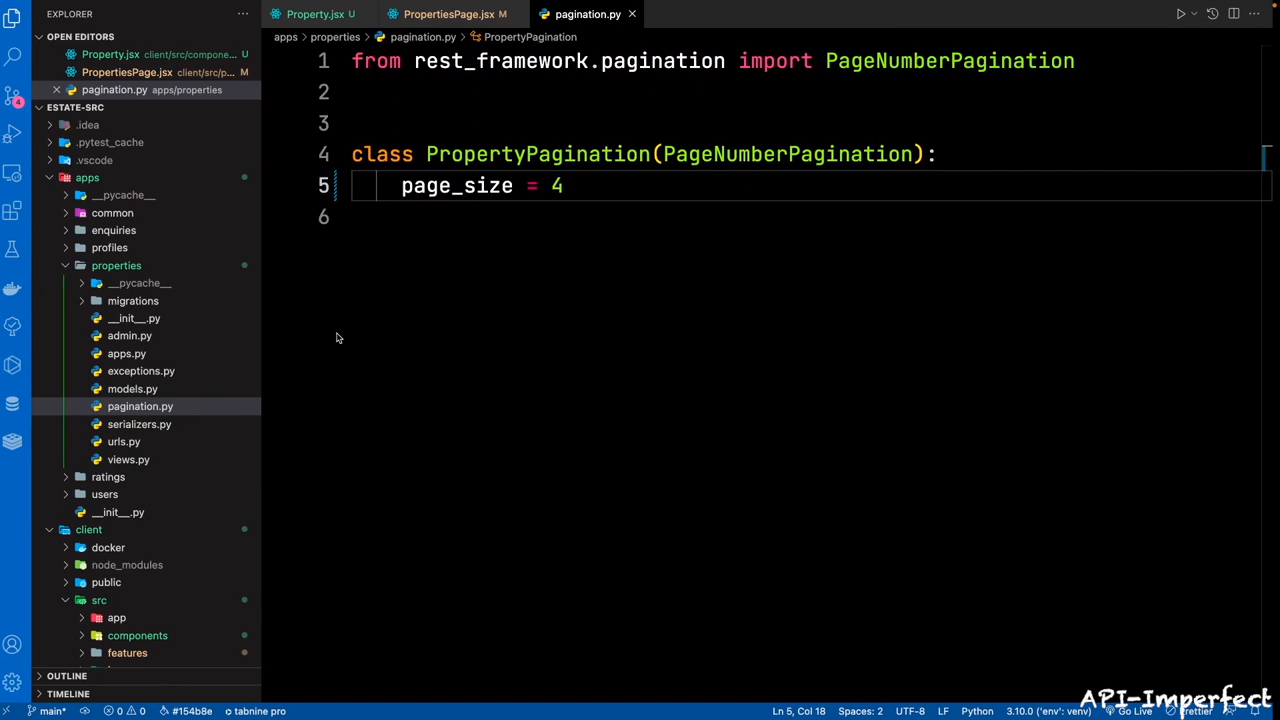 EXPLORER
OPEN EDITORS
Property.jsx client/src/compone... U
PropertiesPage.jsx client/src/p... M
pagination.py apps/properties
ESTATE-SRC
.idea
.pytest_cache
.vscode
apps
__pycache__
common
enquiries
profiles
properties
__pycache__
migrations
__init__.py
admin.py
apps.py
exceptions.py
models.py
pagination.py
serializers.py
urls.py
views.py
ratings
users
__init__.py
client
docker
node_modules
public
src
app
components
features
OUTLINE
TIMELINE
4
Property.jsx U
PropertiesPage.jsx M
pagination.py
apps > properties > pagination.py > PropertyPagination
1 from rest_framework.pagination import PageNumberPagination
2
3
4 class PropertyPagination(PageNumberPagination):
5 page_size = 4
6
API-Imperfect
main* 0 0 #154b8e tabnine pro Ln 5, Col 18 Spaces: 2 UTF-8 LF Python 3.10.0 ('env': venv) Go Live Prettier